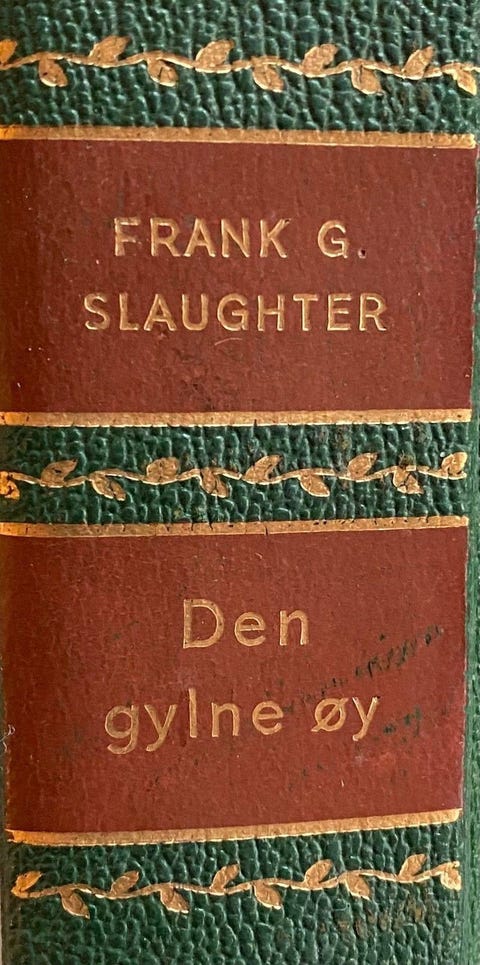 FRANK G.
SLAUGHTER
Den
gylne øy